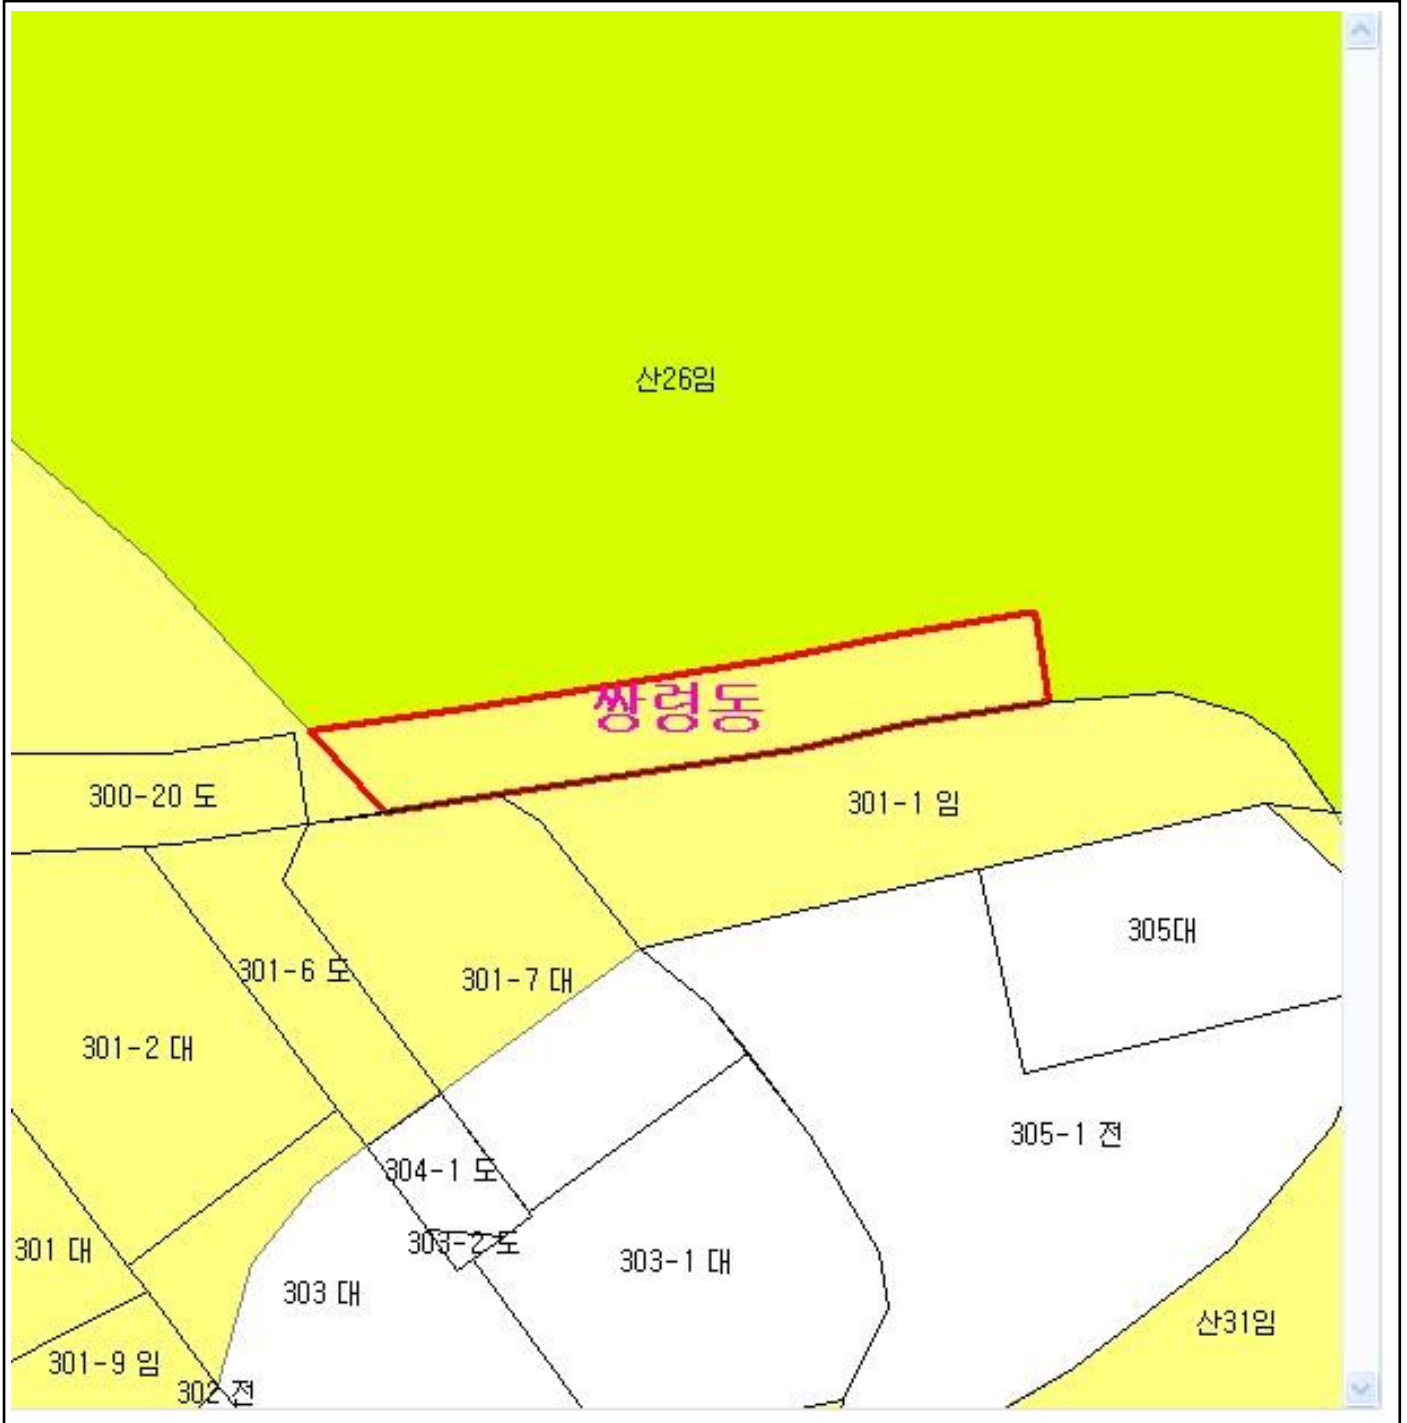 산26임
쌍령동
300-20 도
301-1 임
305대
301-6 도
301-7 대
301-2 대
305-1 전
304-1 도
303-2 도
301 대
303-1 대
303 대
산31임
301-9 임
302 전